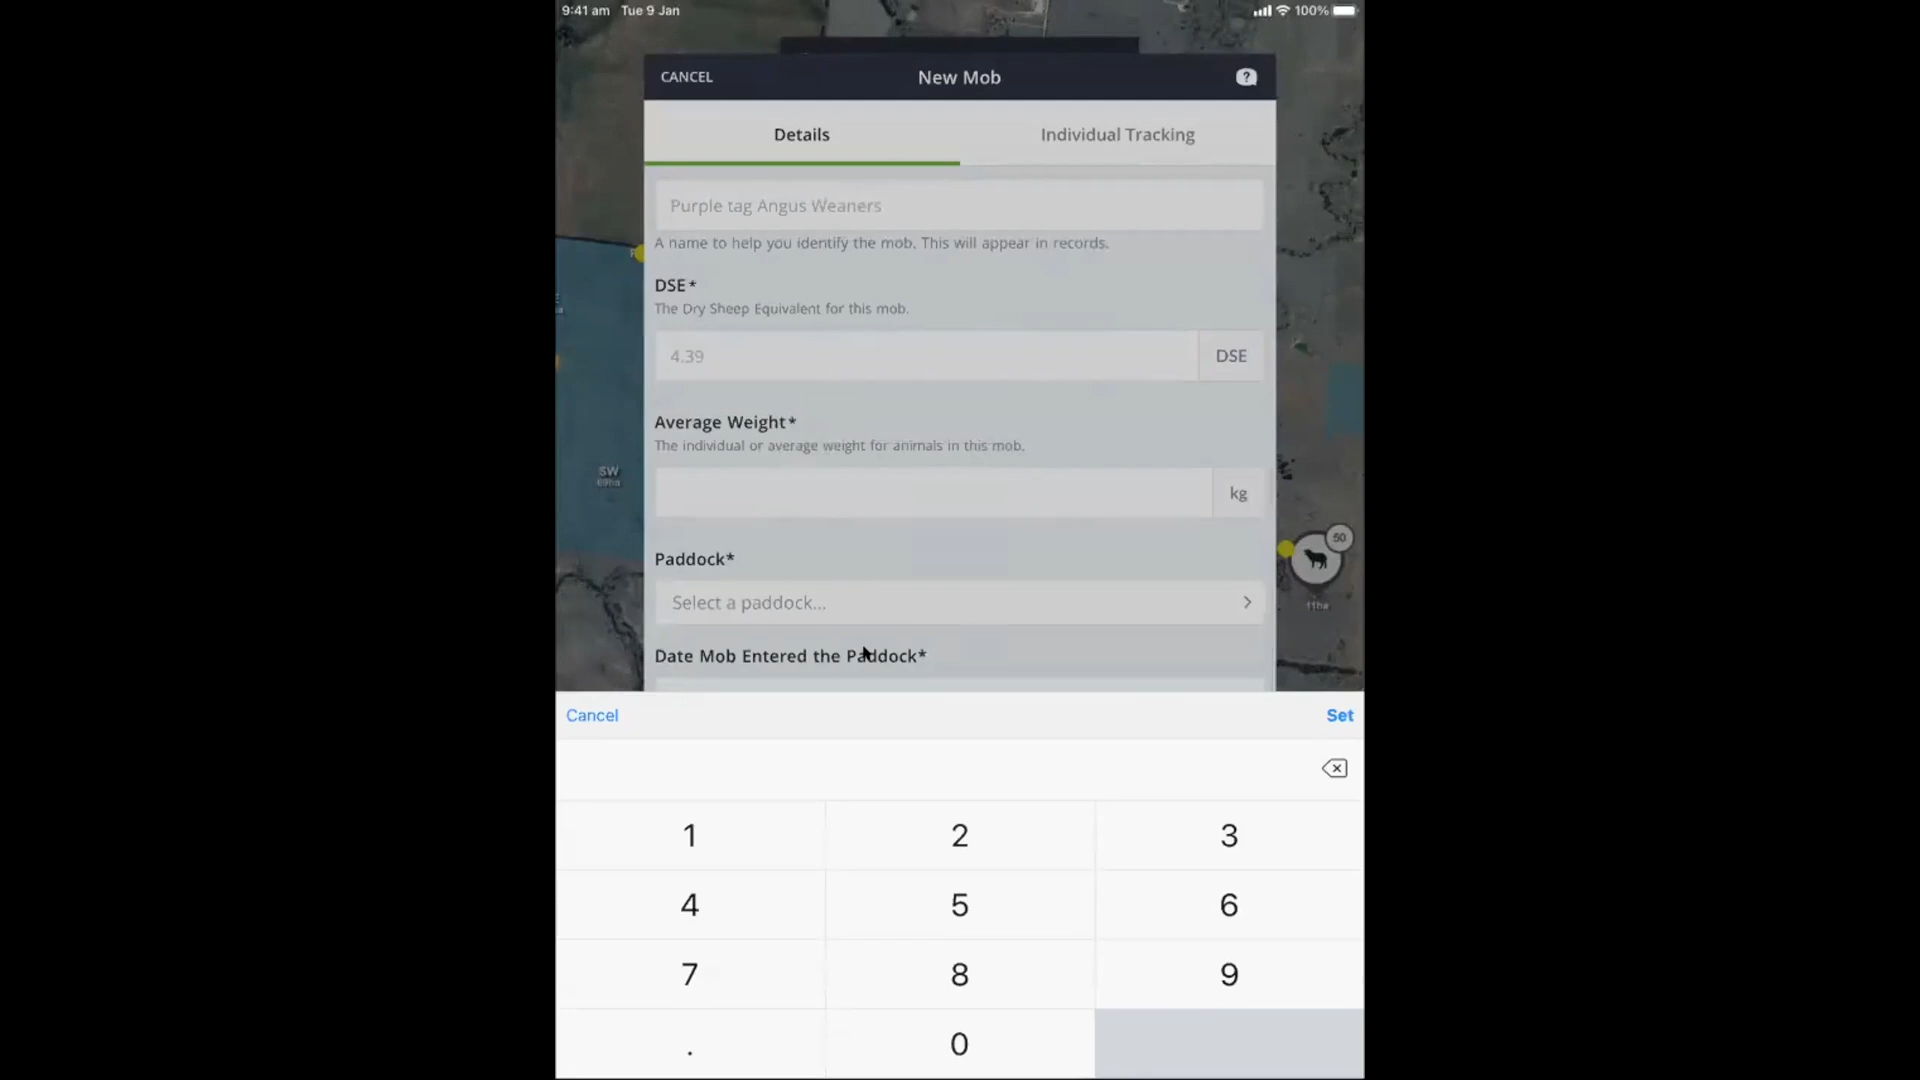 9:41 am Tue 9 Jan
100%
CANCEL
New Mob
?
Details
Individual Tracking
Purple tag Angus Weaners
A name to help you identify the mob. This will appear in records.
DSE*
The Dry Sheep Equivalent for this mob.
4.39
DSE
Average Weight*
The individual or average weight for animals in this mob.
kg
SW
69ha
50
11ha
Paddock*
Select a paddock...
Date Mob Entered the Paddock*
Cancel
Set
1
2
3
4
5
6
7
8
9
.
0